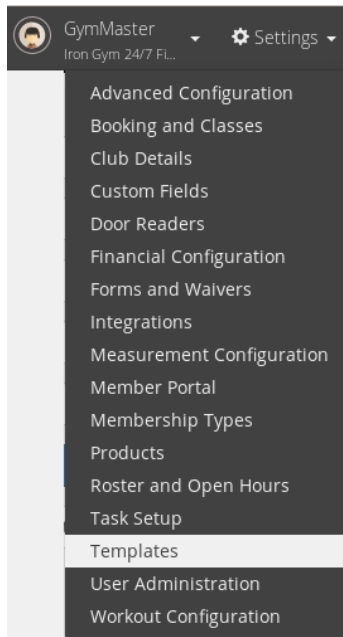 GymMaster
Iron Gym 24/7 Fi...
Settings
Advanced Configuration
Booking and Classes
Club Details
Custom Fields
Door Readers
Financial Configuration
Forms and Waivers
Integrations
Measurement Configuration
Member Portal
Membership Types
Products
Roster and Open Hours
Task Setup
Templates
User Administration
Workout Configuration